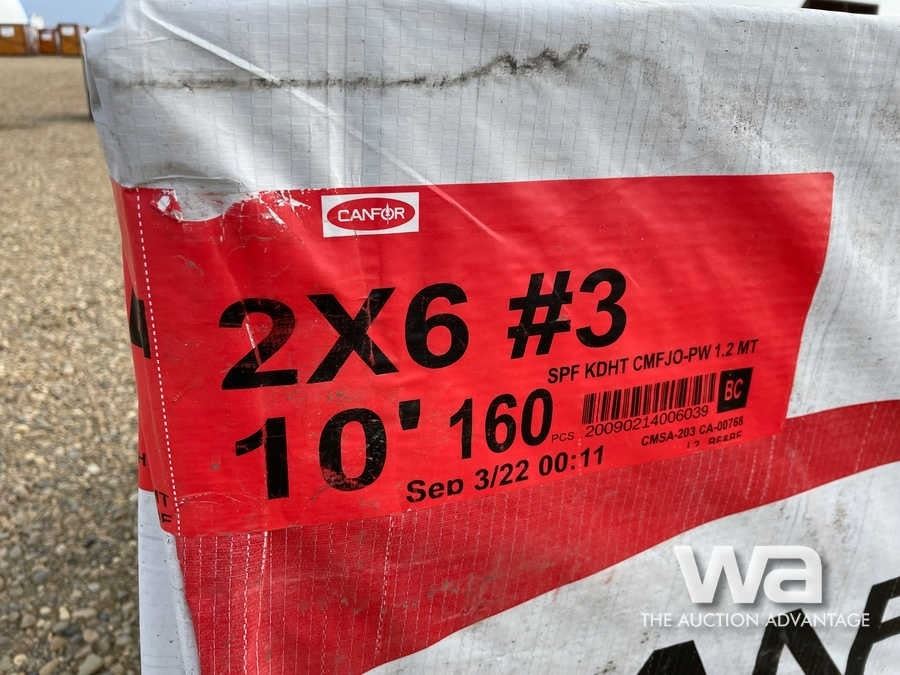 CANFOR
2X6 #3
SPF KDHT CMFJO-PW 1.2 MT
10' 160 PCS
20090214006039
BC
CMSA-203 CA-00768
Sep 3/22 00:11
wa
THE AUCTION ADVANTAGE